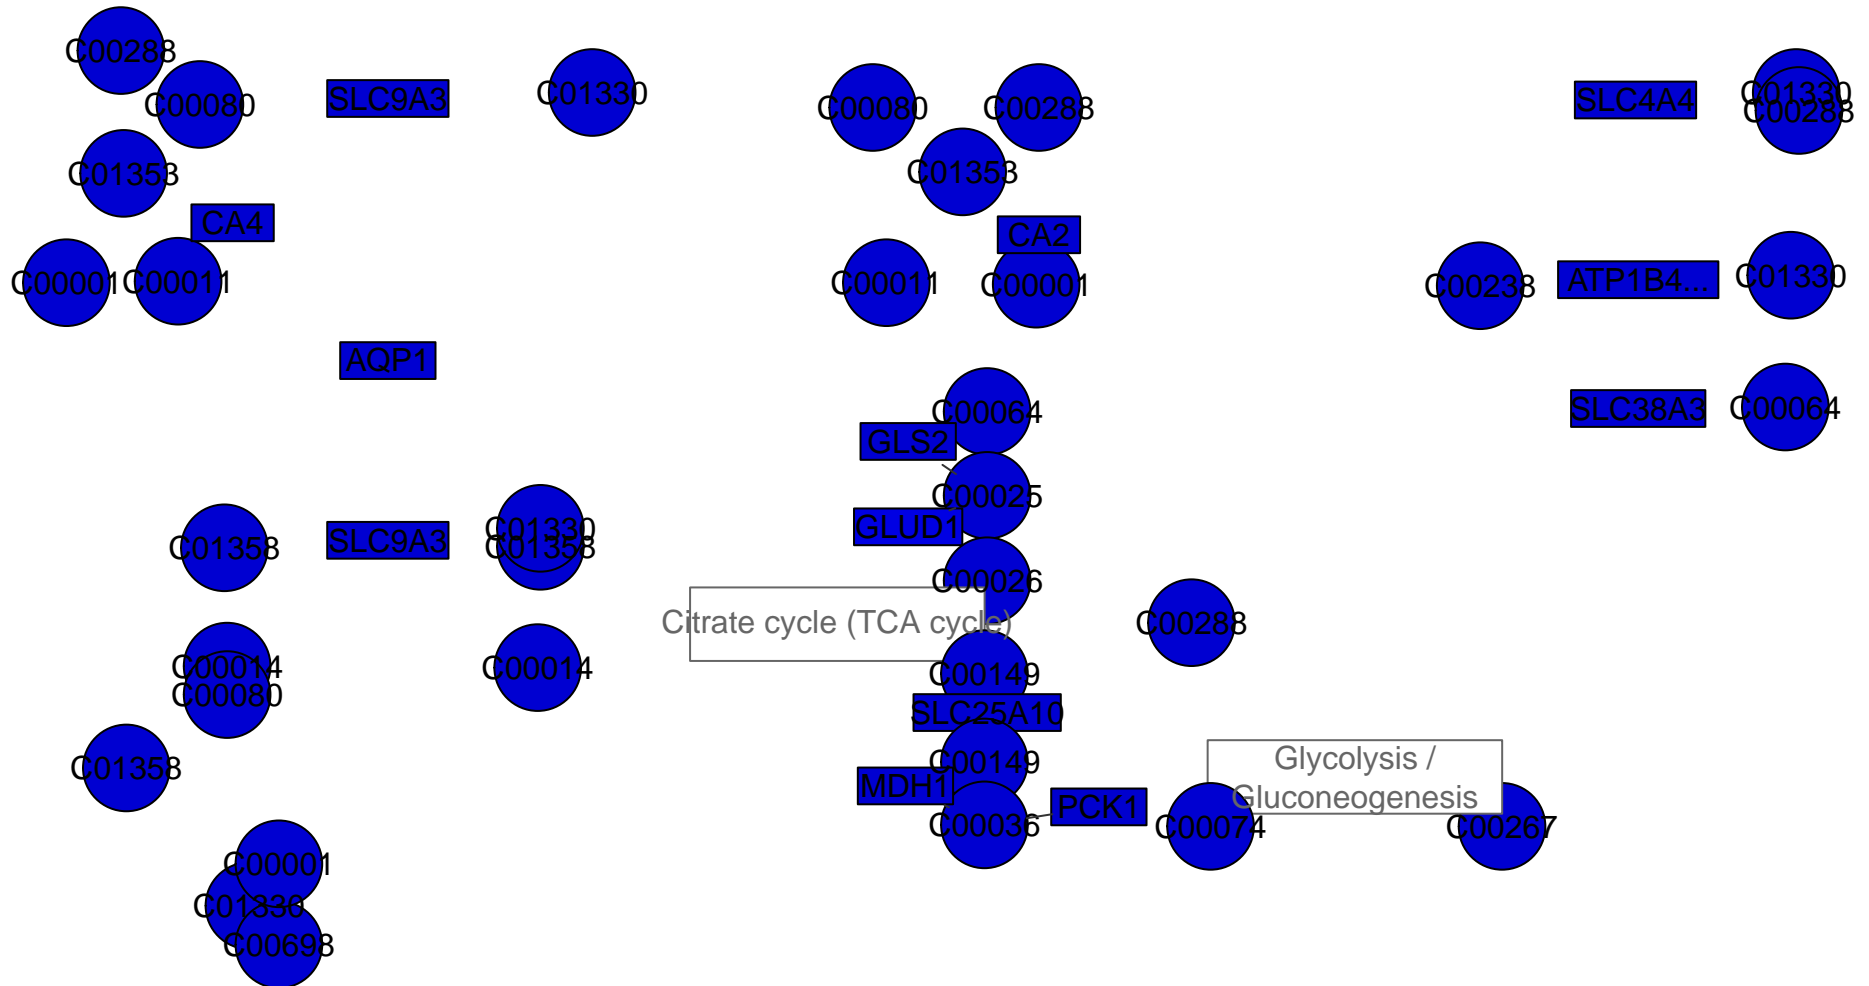 C00288
C00080
SLC9A3
C01330
C00080
C00288
SLC4A4
C01330
C00288
C01353
C01353
CA4
CA2
C00001
C00011
C00011
C00001
C00238
ATP1B4...
C01330
AQP1
C00064
SLC38A3
C00064
GLS2
C00025
GLUD1
C01358
SLC9A3
C01330
C01358
C00026
Citrate cycle (TCA cycle)
C00288
C00014
C00080
C00014
C00149
SLC25A10
C01358
C00149
MDH1
Glycolysis /
Gluconeogenesis
PCK1
C00036
C00074
C00267
C00001
C01330
C00698